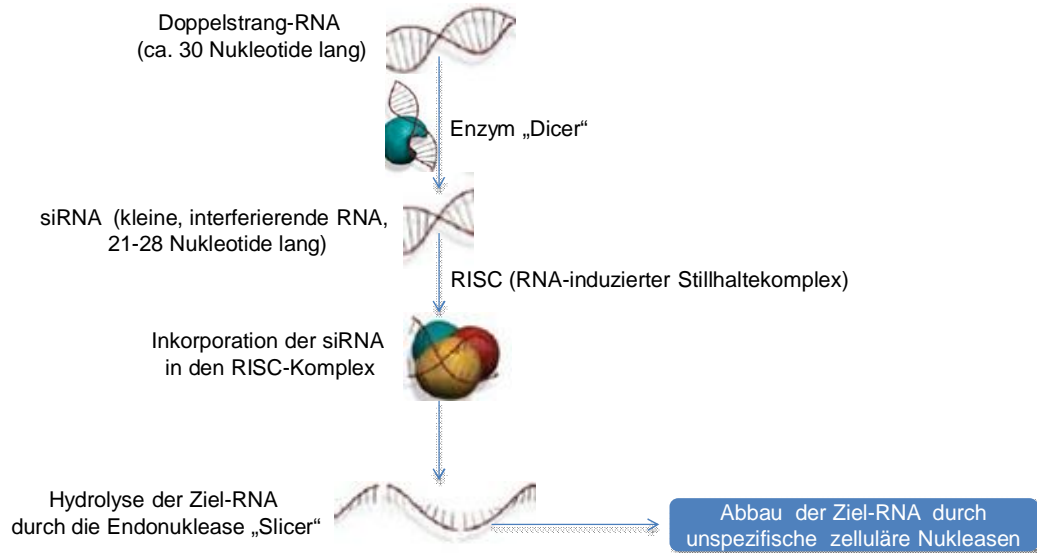 Doppelstrang-RNA
(ca. 30 Nukleotide lang)
Enzym „Dicer“
siRNA (kleine, interferierende RNA,
21-28 Nukleotide lang)
RISC (RNA-induzierter Stillhaltekomplex)
Inkorporation der siRNA
in den RISC-Komplex
Hydrolyse der Ziel-RNA
durch die Endonuklease „Slicer“
Abbau der Ziel-RNA durch
unspezifische zelluläre Nukleasen